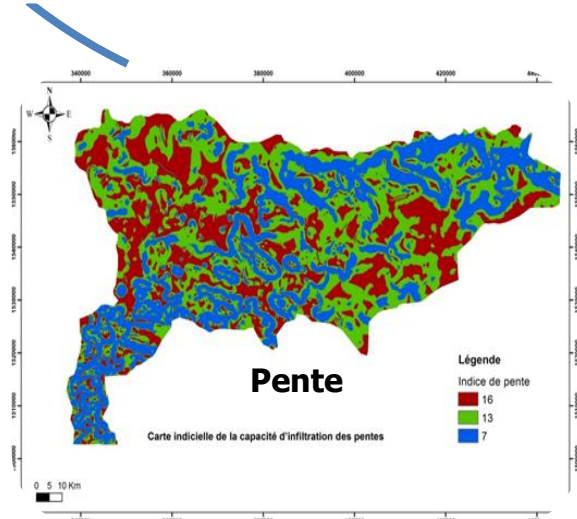 340000 360000 380000 400000 420000
N
W E
S
Pente
Légende
Indice de pente
16
13
7
Carte indicielle de la capacité d'infiltration des pentes
0 5 10 Km